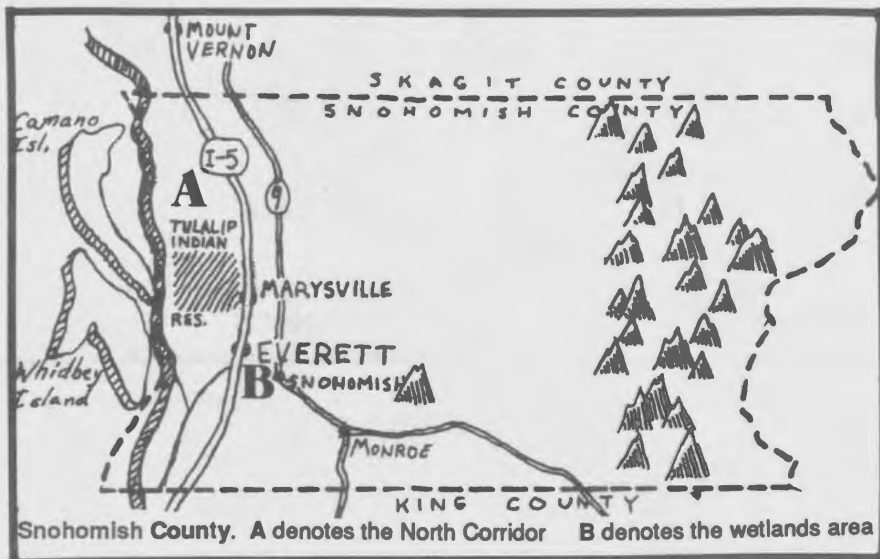 MOUNT
VERNON
SKAGIT COUNTY
SNOHOMISH COUNTY
Camano
Isl.
I-5
A
9
TULALIP
INDIAN
RES.
MARYSVILLE
EVERETT
B
SNOHOMISH
Whidbey
Island
MONROE
KING COUNTY
Snohomish County. A denotes the North Corridor B denotes the wetlands area